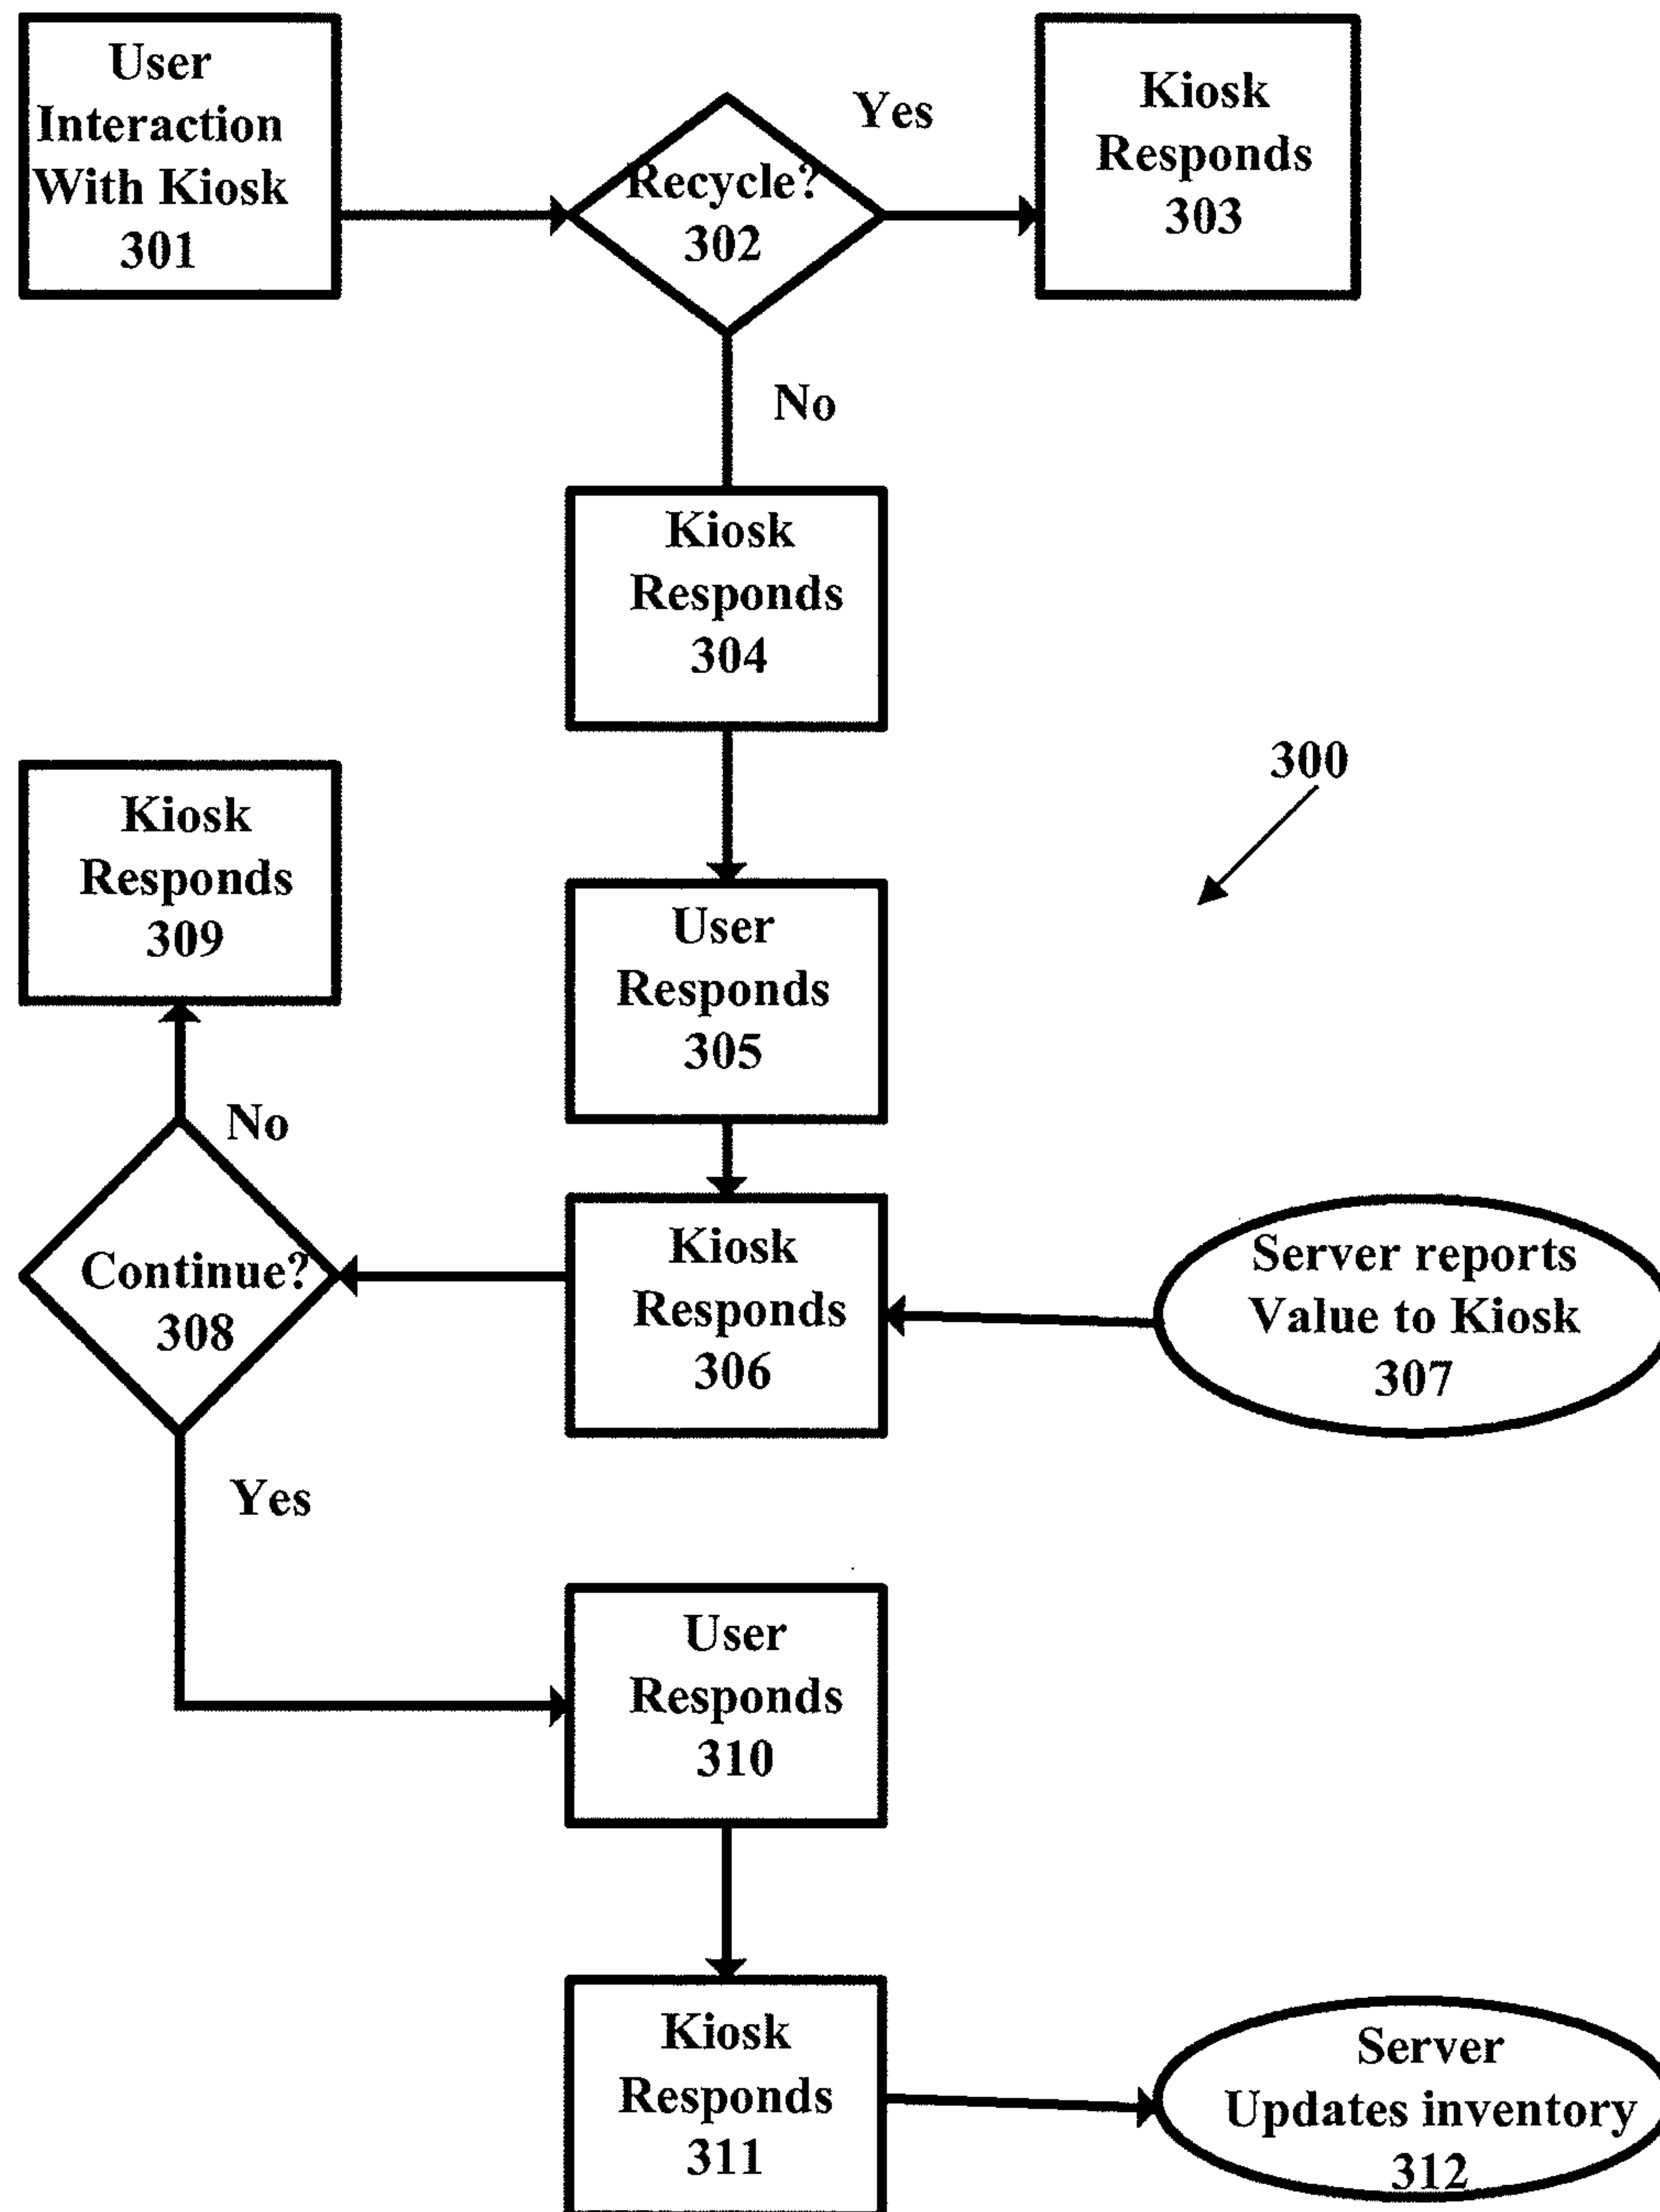 User
Interaction
With Kiosk
301
Recycle?
302
Yes
Kiosk
Responds
303
No
Kiosk
Responds
304
300
Kiosk
Responds
309
User
Responds
305
No
Continue?
308
Kiosk
Responds
306
Server reports
Value to Kiosk
307
Yes
User
Responds
310
Kiosk
Responds
311
Server
Updates inventory
312